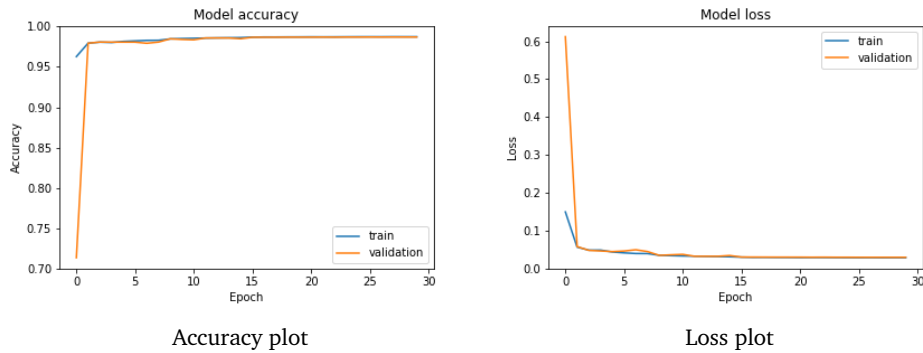 Model accuracy
1.00
0.95
0.90
0.85
0.80
0.75
0.70
Accuracy
0 5 10 15 20 25 30
Epoch
train
validation
Accuracy plot
Model loss
0.6
0.5
0.4
0.3
0.2
0.1
0.0
Loss
0 5 10 15 20 25 30
Epoch
train
validation
Loss plot